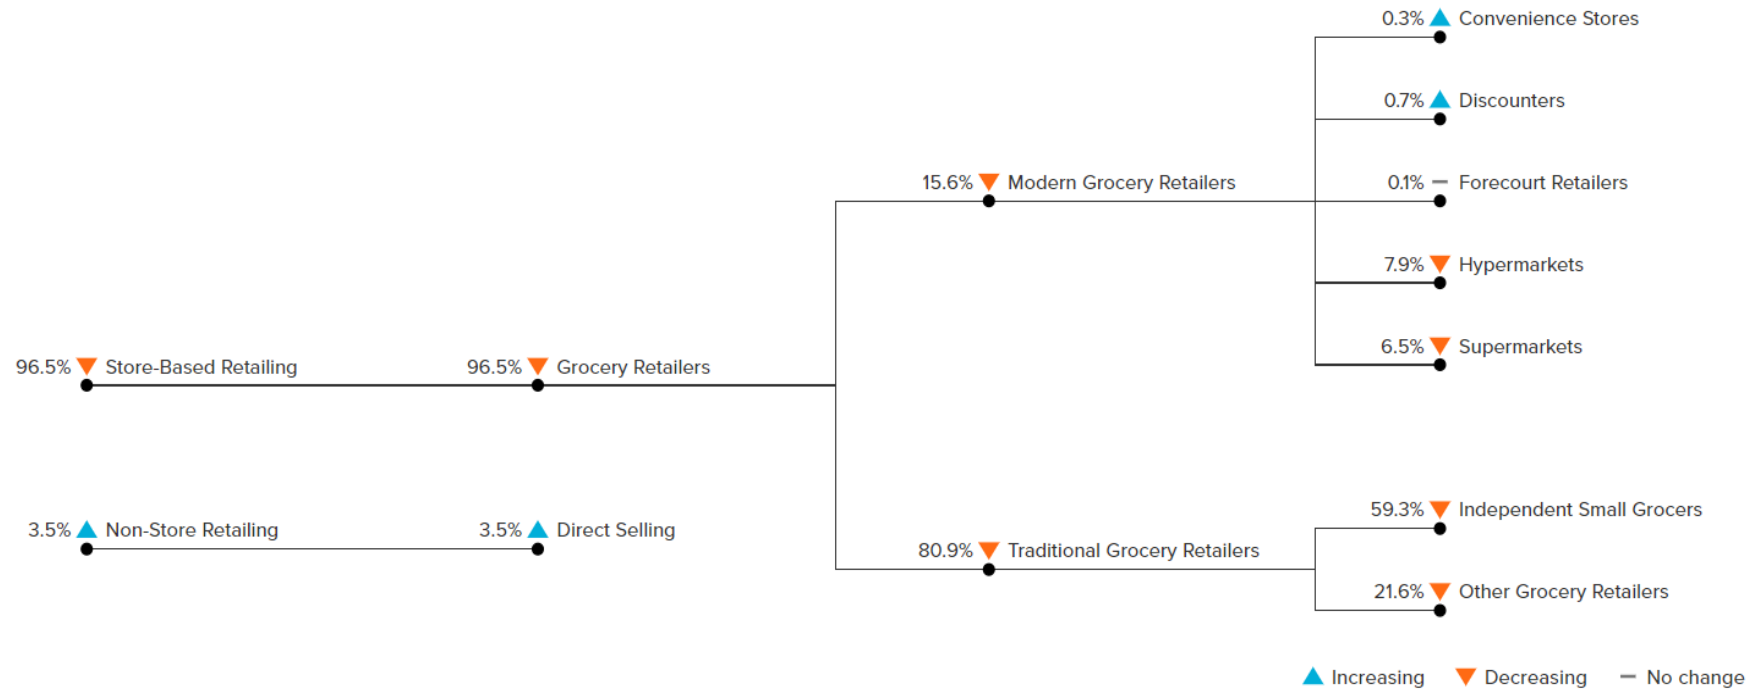 0.3% Convenience Stores
0.7% Discounters
15.6% Modern Grocery Retailers
0.1% Forecourt Retailers
7.9% Hypermarkets
6.5% Supermarkets
96.5% Store-Based Retailing
96.5% Grocery Retailers
59.3% Independent Small Grocers
3.5% Non-Store Retailing
3.5% Direct Selling
80.9% Traditional Grocery Retailers
21.6% Other Grocery Retailers
Increasing Decreasing No change